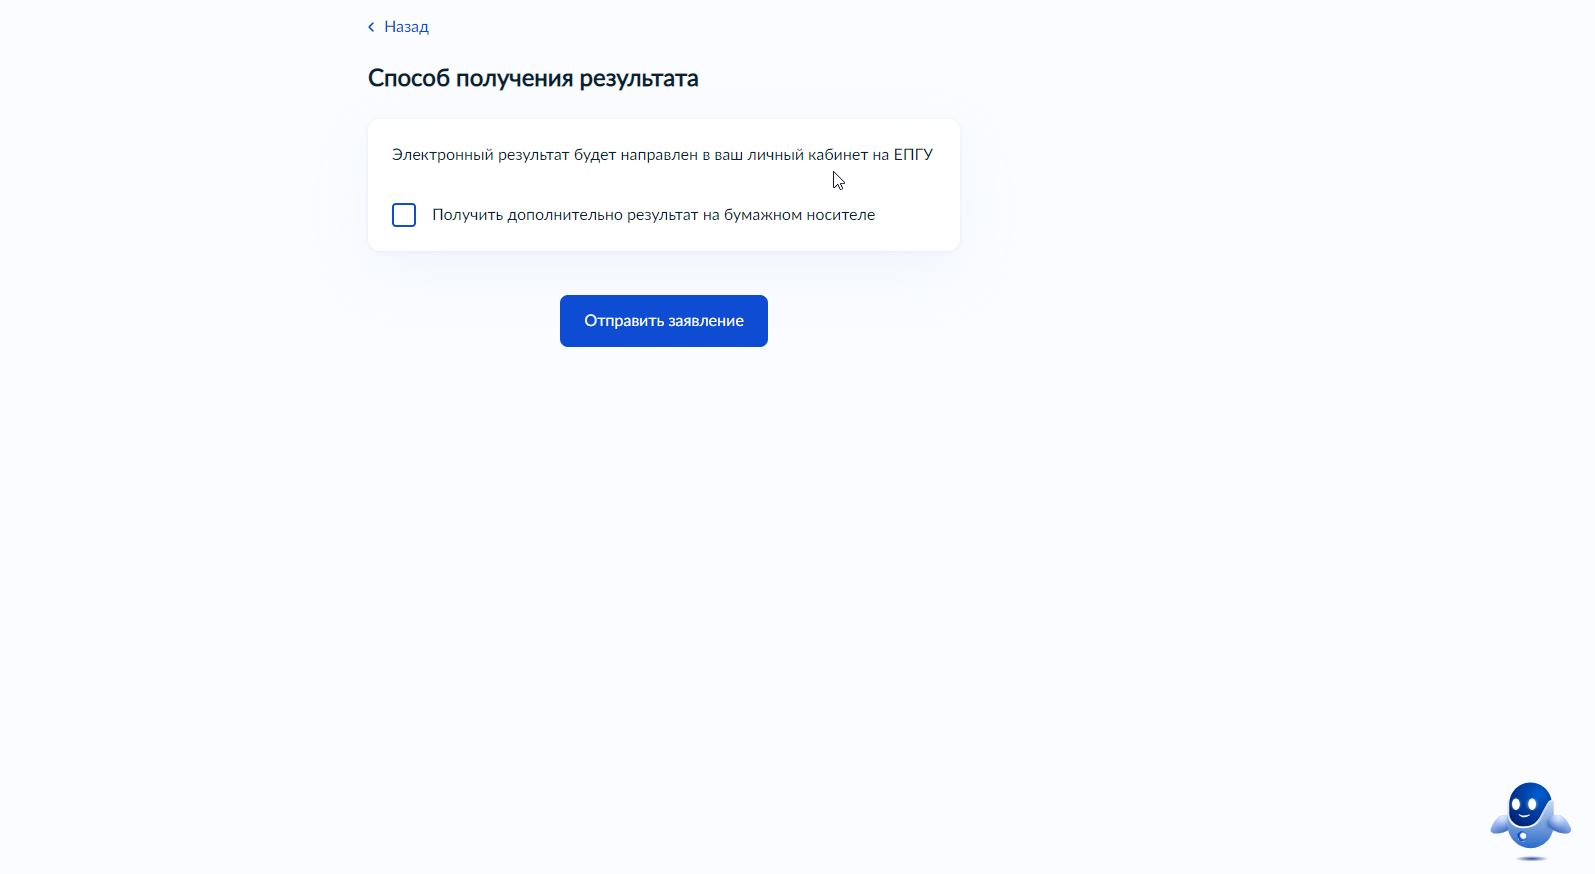 Назад
Способ получения результата
Электронный результат будет направлен в ваш личный кабинет на ЕПГУ
Получить дополнительно результат на бумажном носителе
Отправить заявление